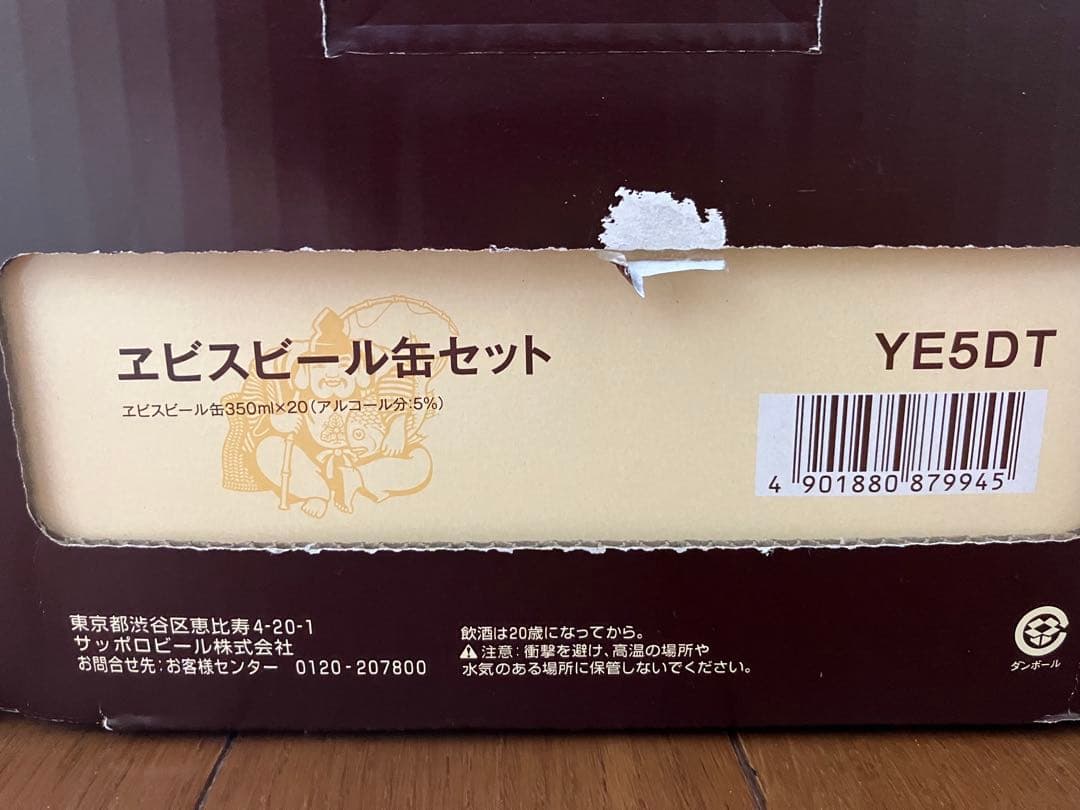 ヱビスビール缶セット
ヱビスビール缶350ml×20(アルコール分:5%)
YE5DT
4 901880 879945
東京都渋谷区恵比寿4-20-1
サッポロビール株式会社
お問合せ先:お客様センター 0120-207800
飲酒は20歳になってから。
⚠注意:衝撃を避け、高温の場所や
水気のある場所に保管しないでください。
ダンボール